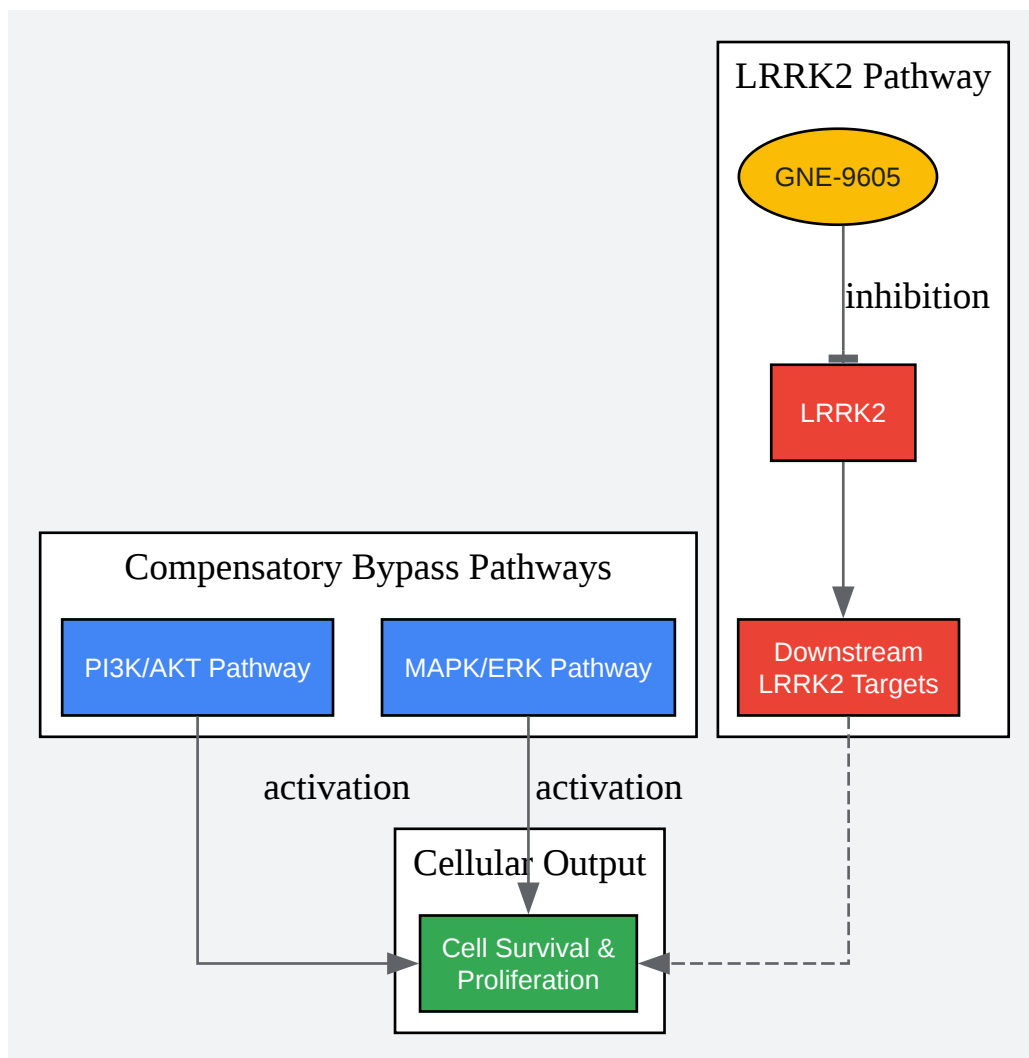 LRRK2 Pathway
GNE-9605
inhibition
LRRK2
Compensatory Bypass Pathways
PI3K/AKT Pathway
MAPK/ERK Pathway
Downstream
LRRK2 Targets
activation
activation
Cellular Output
Cell Survival &
Proliferation